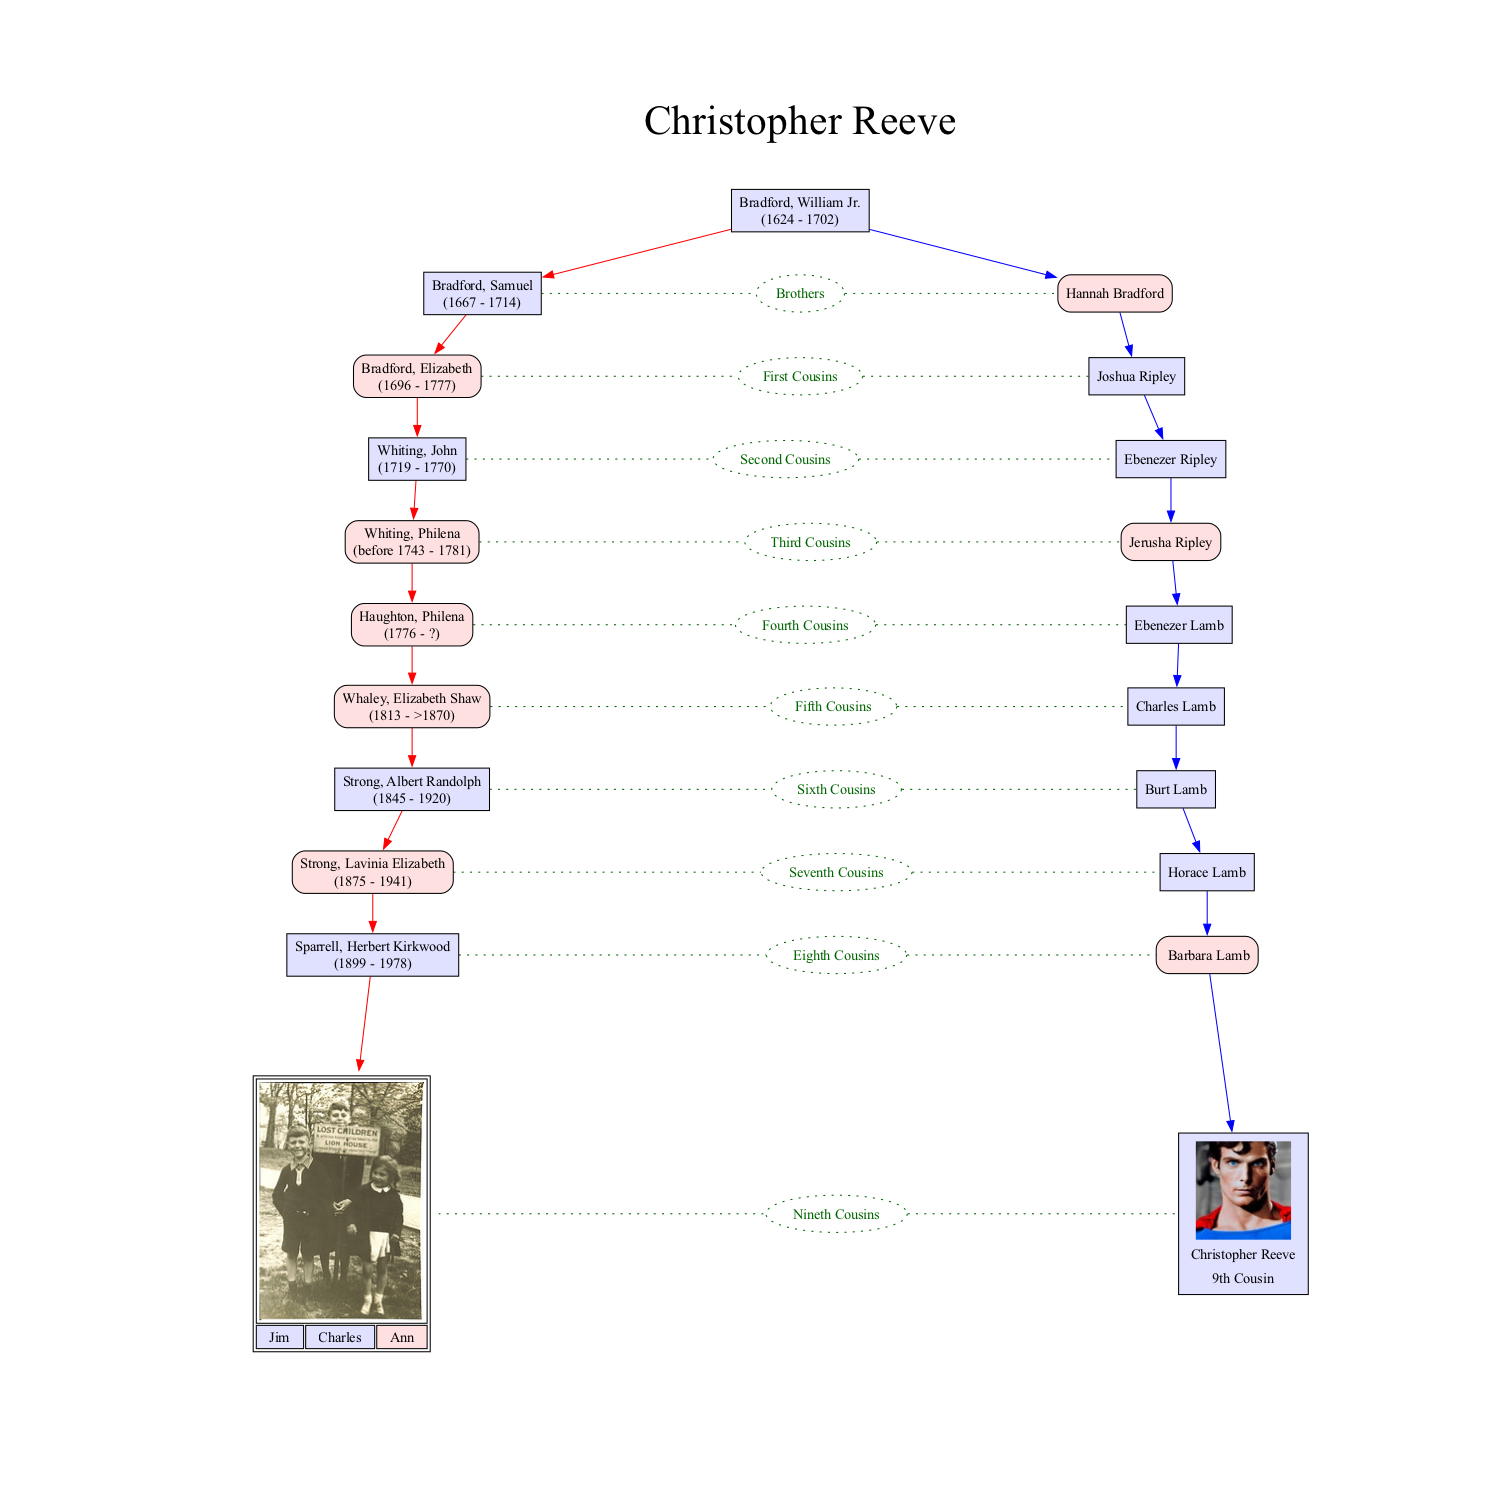 Christopher Reeve
Bradford, William Jr.
(1624 - 1702)
Bradford, Samuel
(1667 - 1714)
Brothers
Hannah Bradford
Bradford, Elizabeth
(1696 - 1777)
First Cousins
Joshua Ripley
Whiting, John
(1719 - 1770)
Second Cousins
Ebenezer Ripley
Whiting, Philena
(before 1743 - 1781)
Third Cousins
Jerusha Ripley
Haughton, Philena
(1776 - ?)
Fourth Cousins
Ebenezer Lamb
Whaley, Elizabeth Shaw
(1813 - >1870)
Fifth Cousins
Charles Lamb
Strong, Albert Randolph
(1845 - 1920)
Sixth Cousins
Burt Lamb
Strong, Lavinia Elizabeth
(1875 - 1941)
Seventh Cousins
Horace Lamb
Sparrell, Herbert Kirkwood
(1899 - 1978)
Eighth Cousins
Barbara Lamb
LOST CHILDREN
LION HOUSE
Nineth Cousins
Christopher Reeve
9th Cousin
Jim
Charles
Ann